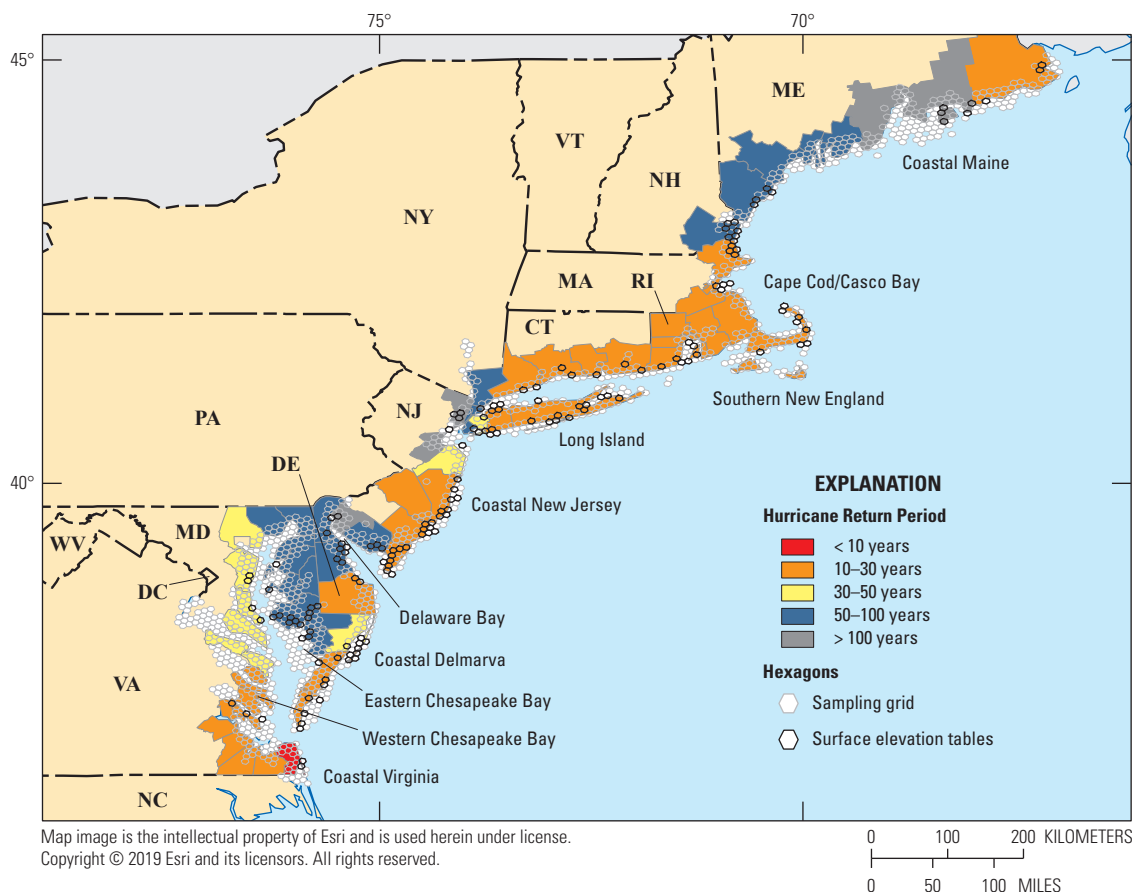 75°
70°
45°
ME
VT
NH
Coastal Maine
NY
MA
RI
Cape Cod/Casco Bay
CT
Southern New England
PA
NJ
Long Island
DE
40°
Coastal New Jersey
MD
WV
DC
Delaware Bay
Coastal Delmarva
VA
Eastern Chesapeake Bay
Western Chesapeake Bay
Coastal Virginia
NC
EXPLANATION
Hurricane Return Period
< 10 years
10–30 years
30–50 years
50–100 years
> 100 years
Hexagons
Sampling grid
Surface elevation tables
Map image is the intellectual property of Esri and is used herein under license.
Copyright © 2019 Esri and its licensors. All rights reserved.
0 100 200 KILOMETERS
0 50 100 MILES